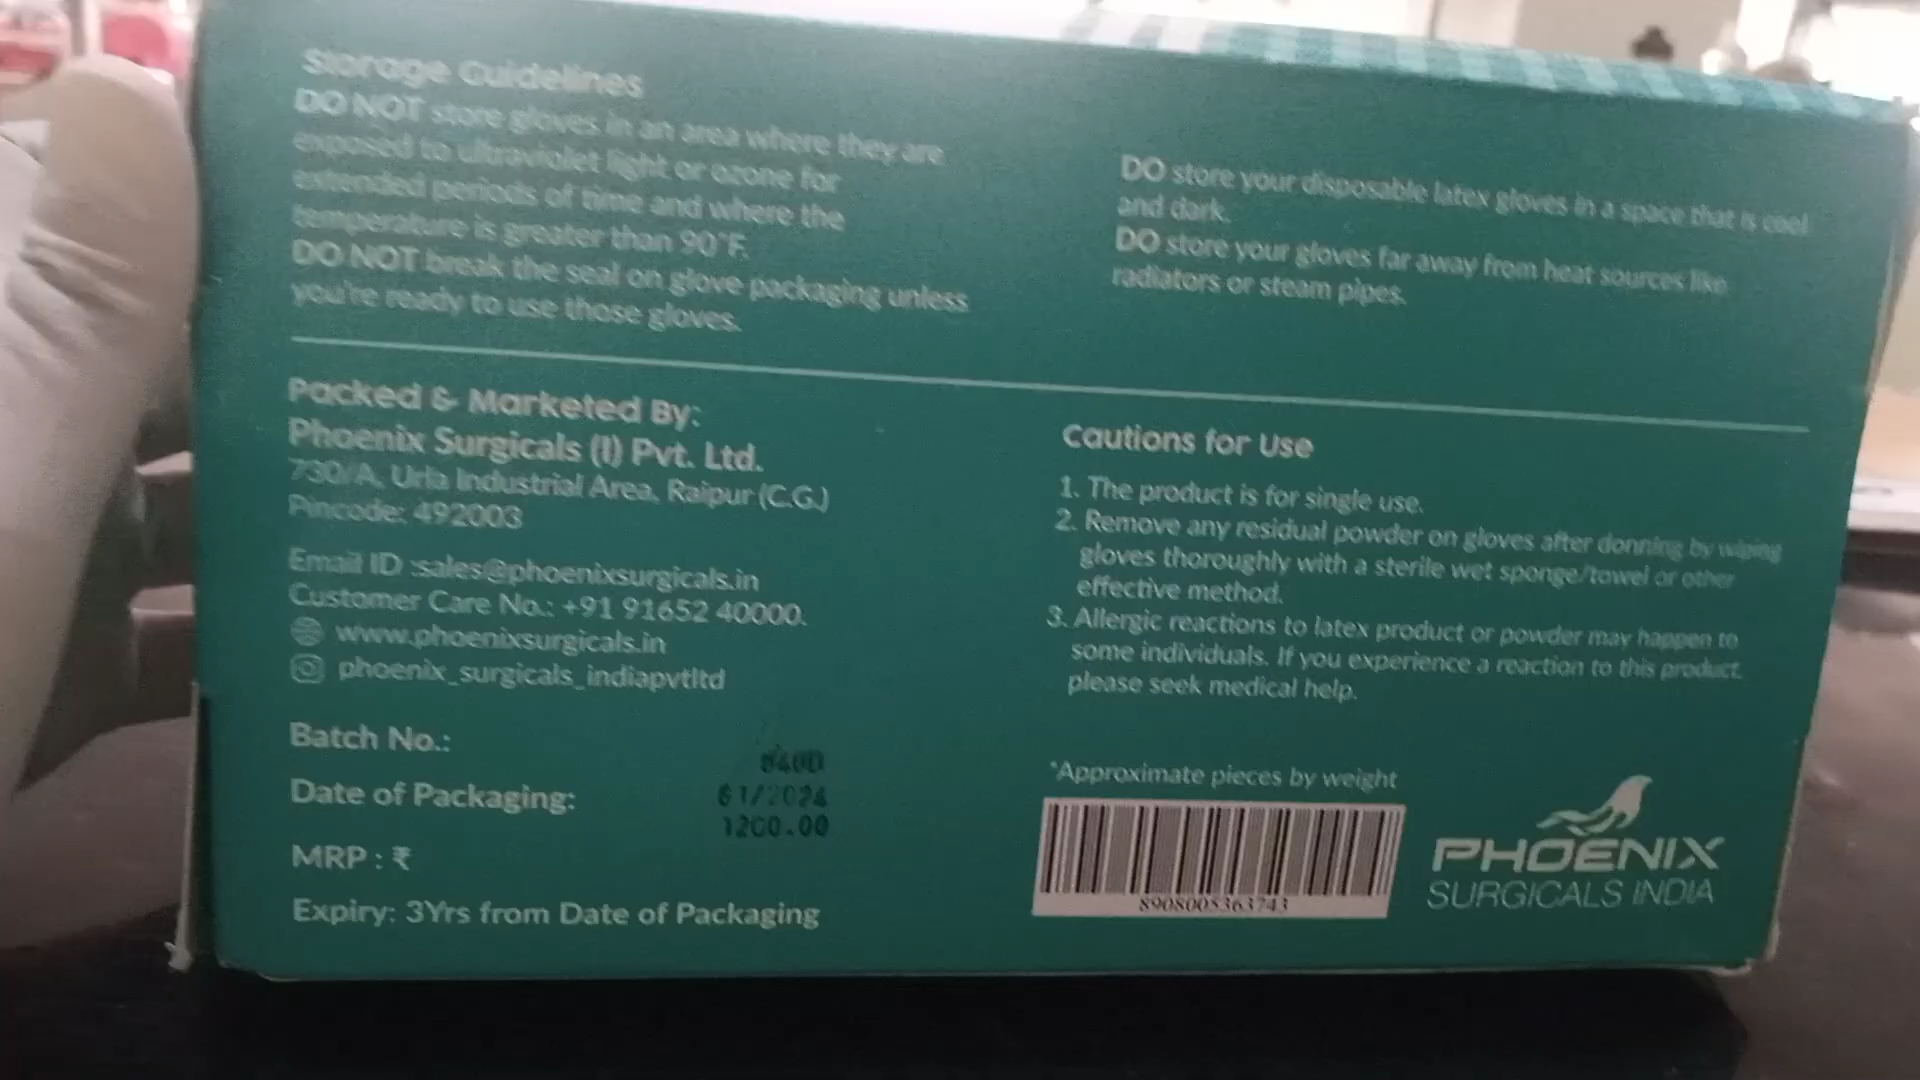 Storage Guidelines
DO NOT store gloves in an area where they are
exposed to ultraviolet light or ozone for
extended periods of time and where the
temperature is greater than 90°F.
DO NOT break the seal on glove packaging unless
you're ready to use those gloves.
DO store your disposable latex gloves in a space that is cool
and dark.
DO store your gloves far away from heat sources like
radiators or steam pipes.
Packed & Marketed By:
Phoenix Surgicals (I) Pvt. Ltd.
730/A, Urla Industrial Area, Raipur (C.G.)
Pincode: 492003
Email ID :sales@phoenixsurgicals.in
Customer Care No.: +91 91652 40000.
www.phoenixsurgicals.in
phoenix_surgicals_indiapvtltd
Batch No.:
Date of Packaging:
1200.00
MRP : ₹
Expiry: 3Yrs from Date of Packaging
Cautions for Use
1. The product is for single use.
2. Remove any residual powder on gloves after donning by wiping
gloves thoroughly with a sterile wet sponge/towel or other
effective method.
3. Allergic reactions to latex product or powder may happen to
some individuals. If you experience a reaction to this product,
please seek medical help.
*Approximate pieces by weight
8908005363743
PHOENIX
SURGICALS INDIA